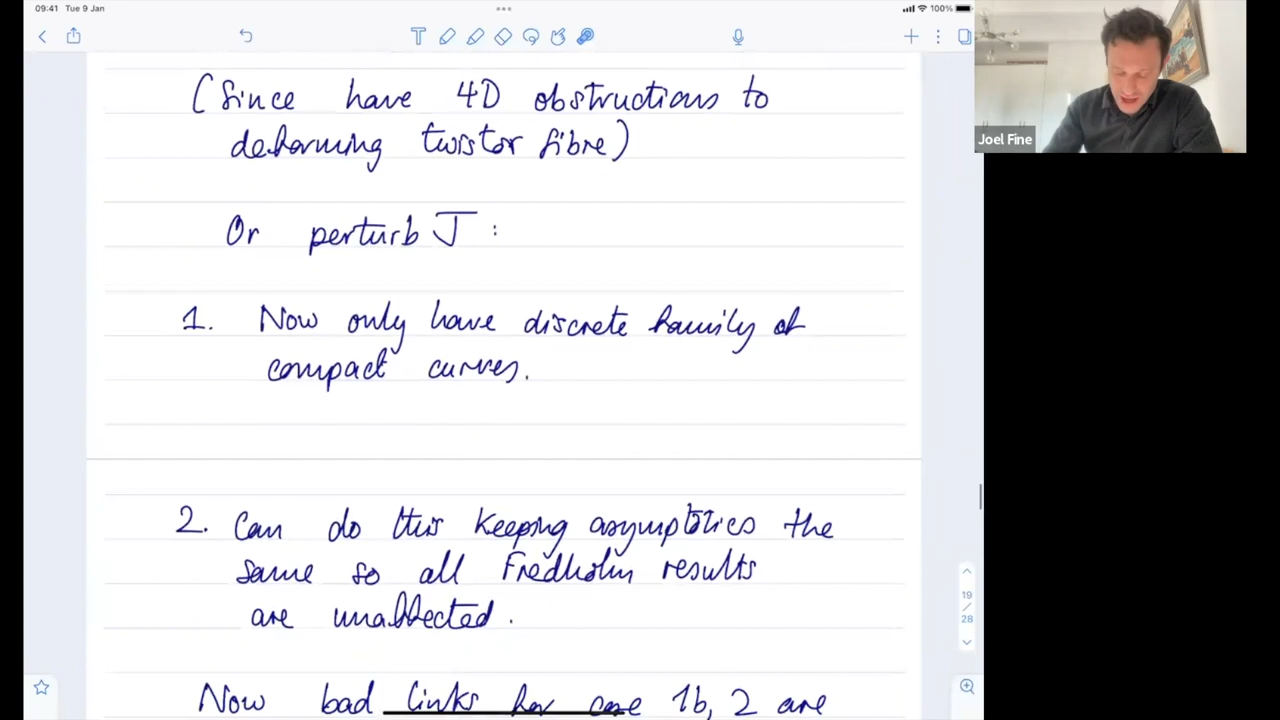 09:41 Tue 9 Jan
100%
Joel Fine
(Since have 4D obstructions to
deforming twistor fibre)
Or perturb J :
1. Now only have discrete family of
compact curves.
2. Can do this keeping asymptotics the
same so all Fredholm results
are unaffected.
19
/
28
Now bad links for case 1b, 2 are